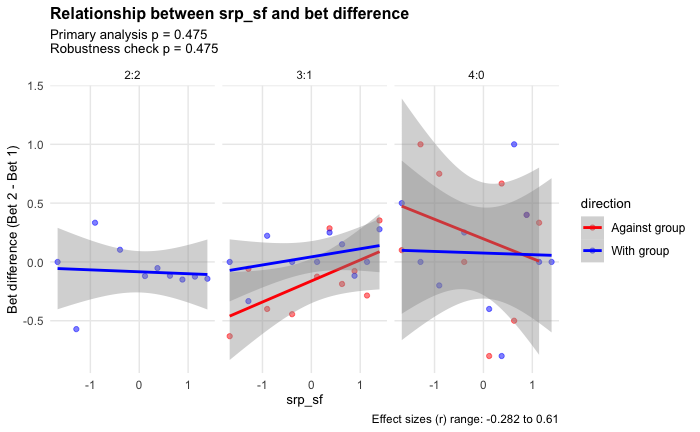 Relationship between srp_sf and bet difference
Primary analysis p = 0.475
Robustness check p = 0.475
2:2 3:1 4:0
1.5
1.0
0.5
0.0
-0.5
Bet difference (Bet 2 - Bet 1)
-1 0 1 -1 0 1 -1 0 1
srp_sf
direction
Against group
With group
Effect sizes (r) range: -0.282 to 0.61